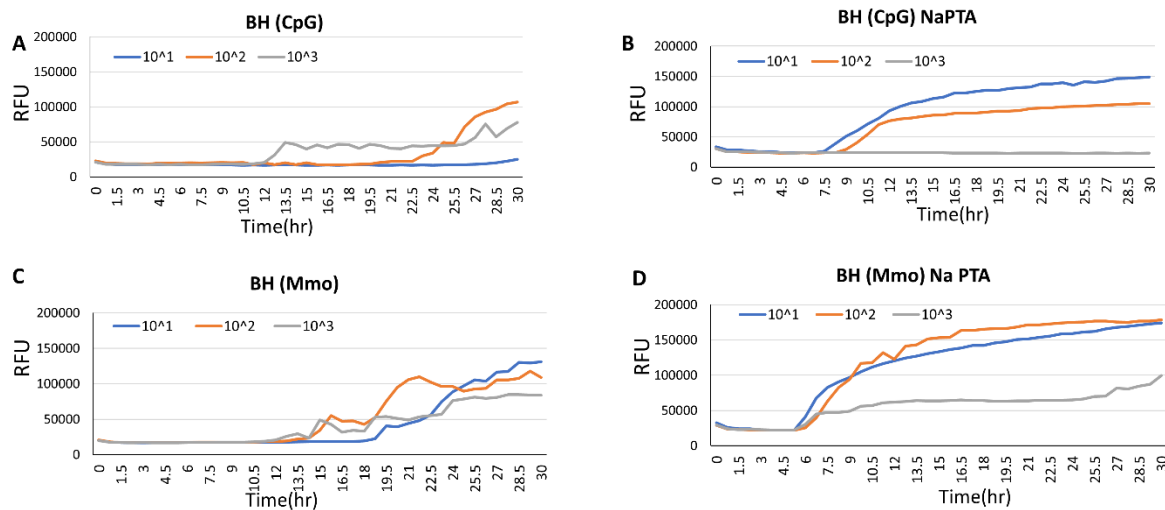 BH (CpG)
A
10^1 10^2 10^3
200000
150000
100000
50000
0
RFU
0 1.5 3 4.5 6 7.5 9 10.5 12 13.5 15 16.5 18 19.5 21 22.5 24 25.5 27 28.5 30
Time(hr)
BH (CpG) NaPTA
B
10^1 10^2 10^3
200000
150000
100000
50000
0
RFU
0 1.5 3 4.5 6 7.5 9 10.5 12 13.5 15 16.5 18 19.5 21 22.5 24 25.5 27 28.5 30
Time(hr)
BH (Mmo)
C
10^1 10^2 10^3
200000
150000
100000
50000
0
RFU
0 1.5 3 4.5 6 7.5 9 10.5 12 13.5 15 16.5 18 19.5 21 22.5 24 25.5 27 28.5 30
Time(hr)
BH (Mmo) Na PTA
D
10^1 10^2 10^3
200000
150000
100000
50000
0
RFU
0 1.5 3 4.5 6 7.5 9 10.5 12 13.5 15 16.5 18 19.5 21 22.5 24 25.5 27 28.5 30
Time(hr)